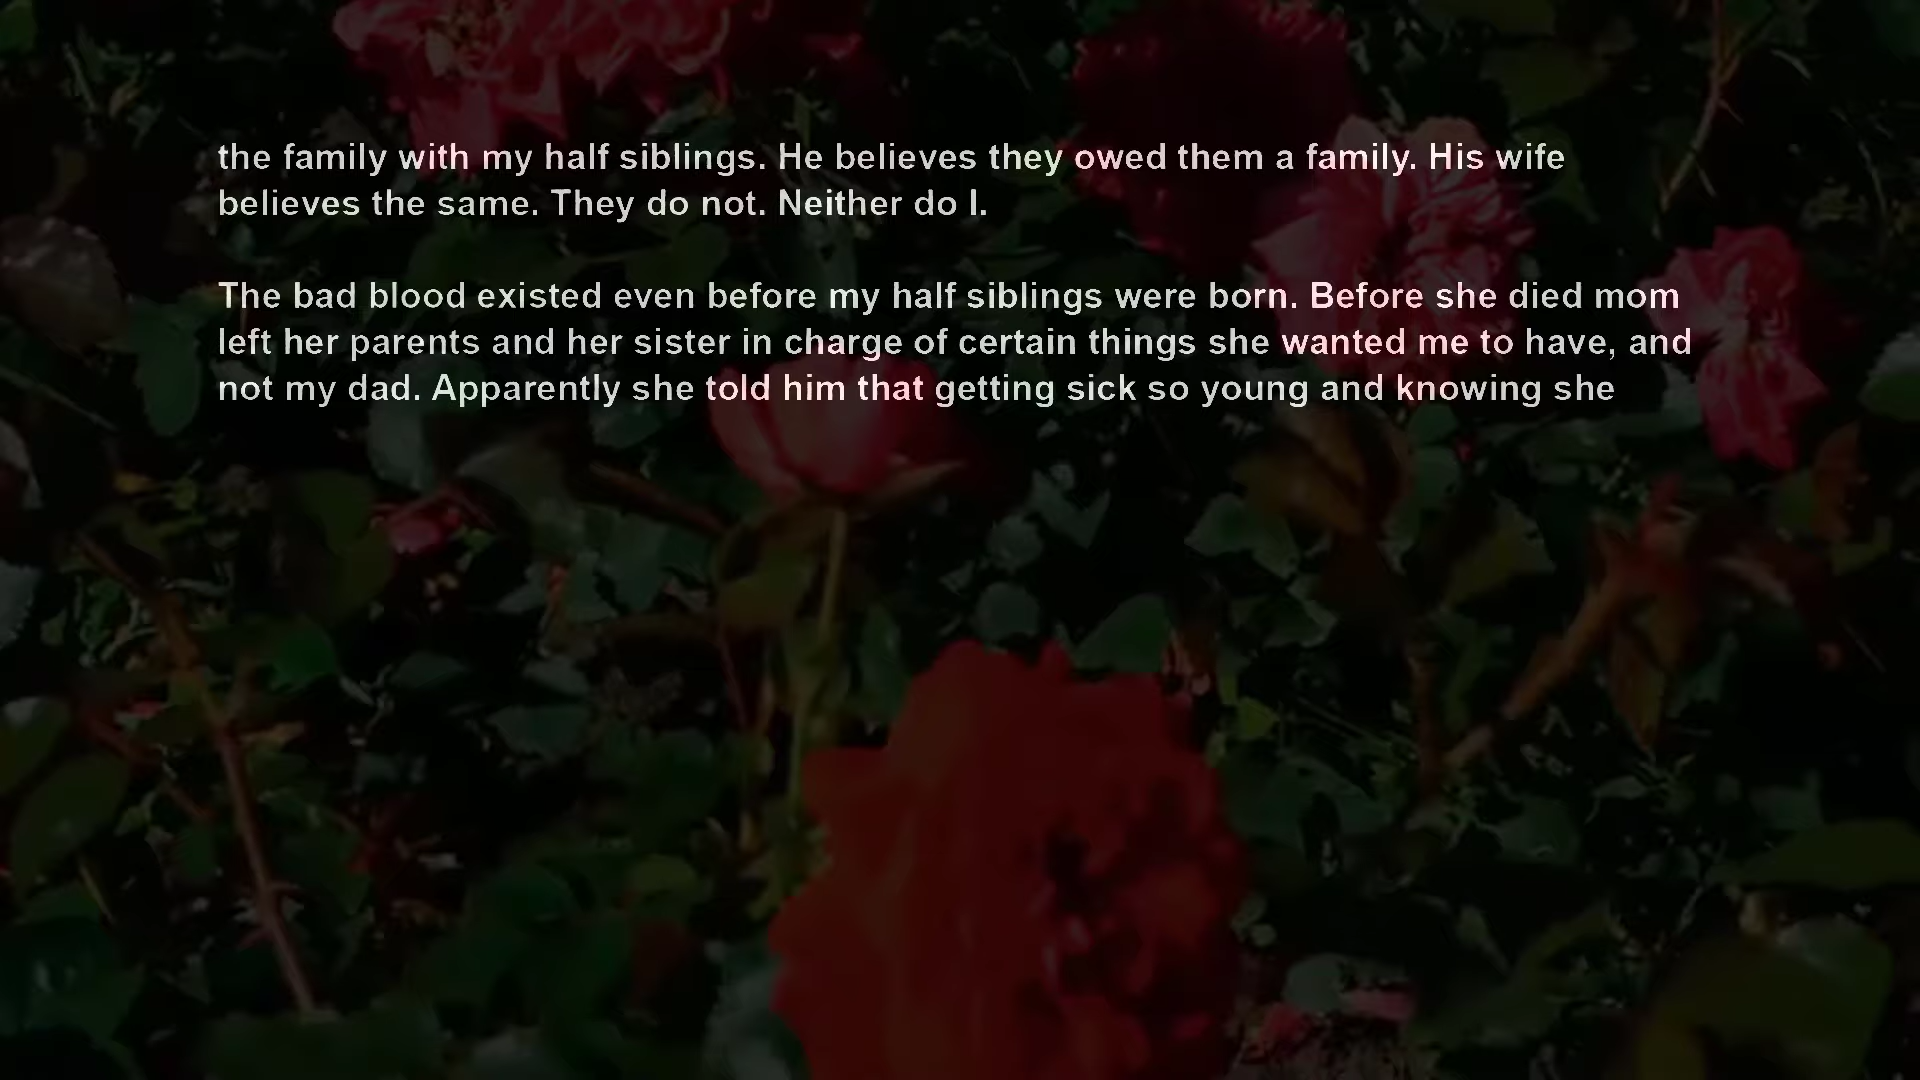 the family with my half siblings. He believes they owed them a family. His wife
believes the same. They do not. Neither do I.
The bad blood existed even before my half siblings were born. Before she died mom
left her parents and her sister in charge of certain things she wanted me to have, and
not my dad. Apparently she told him that getting sick so young and knowing she